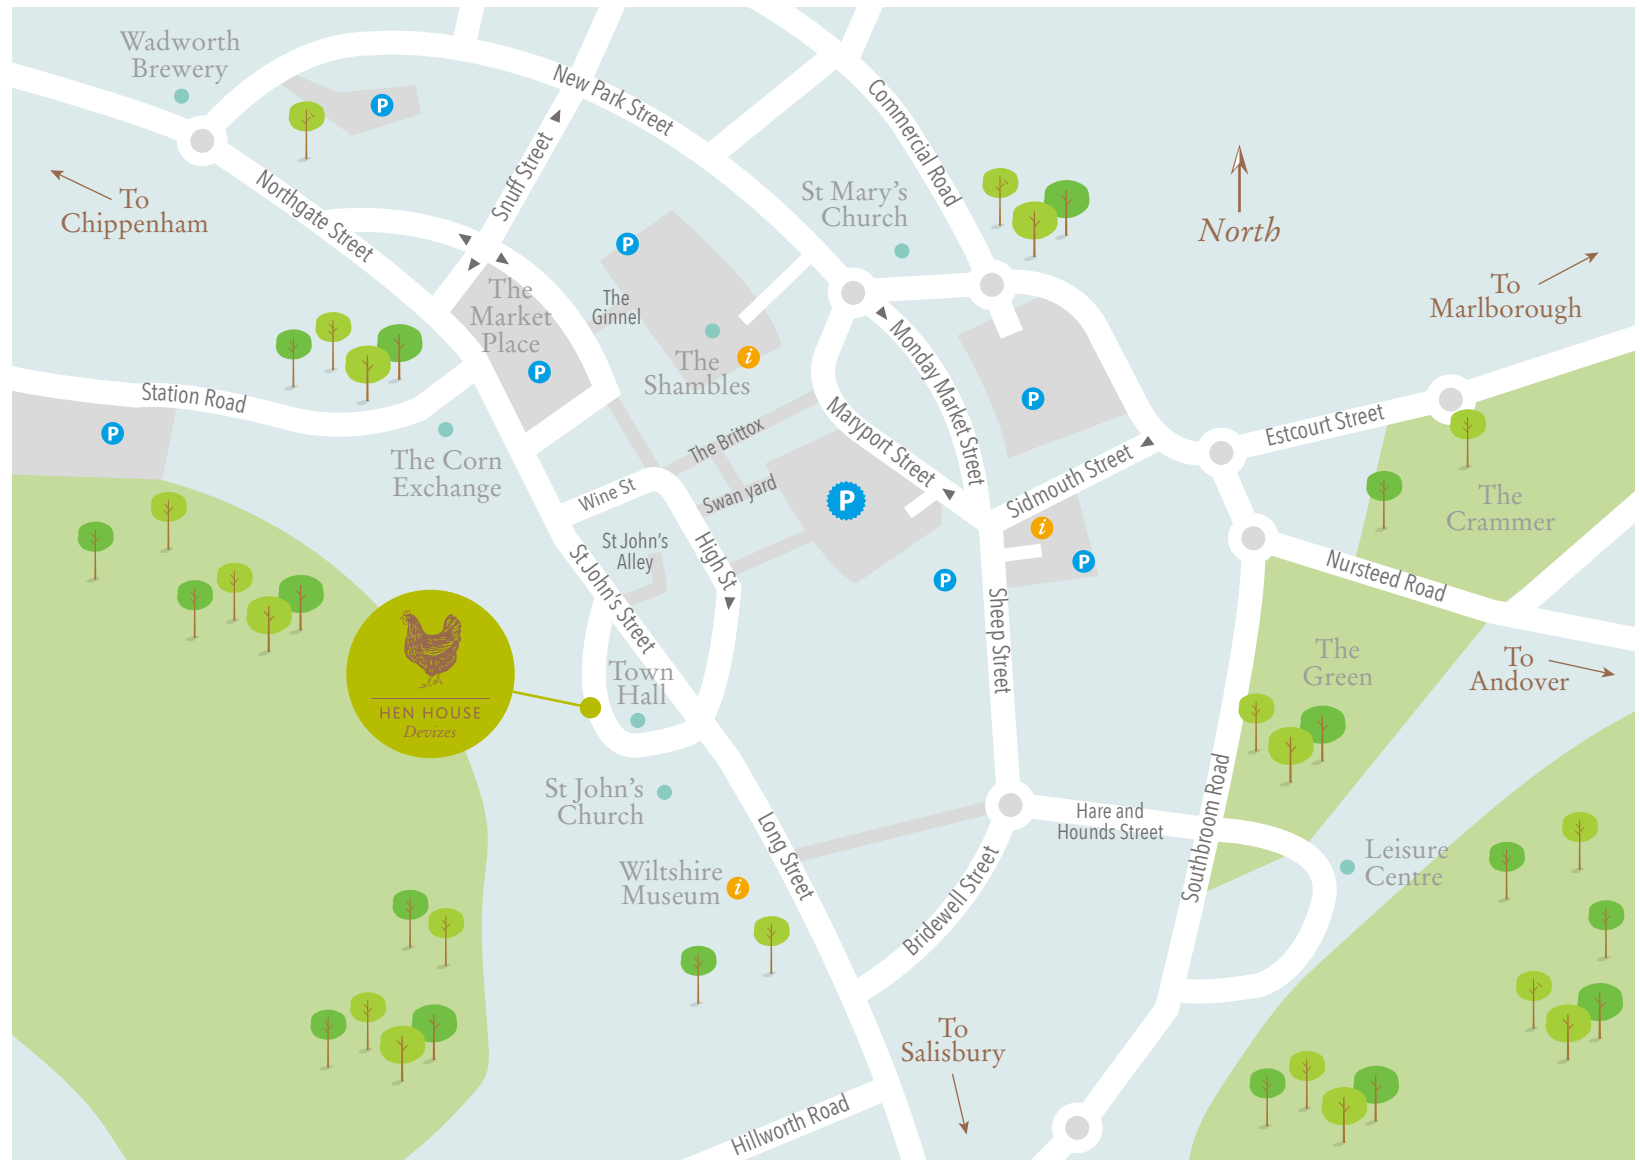 Wadworth
Brewery
P
New Park Street
Commercial Road
Snuff Street
To
Chippenham
Northgate Street
St Mary's
Church
North
To
Marlborough
P
The
Market
Place
P
The
Ginnel
The
Shambles
i
Monday Market Street
P
Station Road
P
The Corn
Exchange
The Brittox
Maryport Street
Sidmouth Street
Estcourt Street
The
Crammer
Wine St
Swan yard
P
i
P
P
St John's
Alley
High St
St John's Street
Nursteed Road
Sheep Street
HEN HOUSE
Devizes
Town
Hall
The
Green
To
Andover
St John's
Church
Long Street
Hare and
Hounds Street
Southbroom Road
Leisure
Centre
Wiltshire
Museum
i
Bridewell Street
To
Salisbury
Hillworth Road